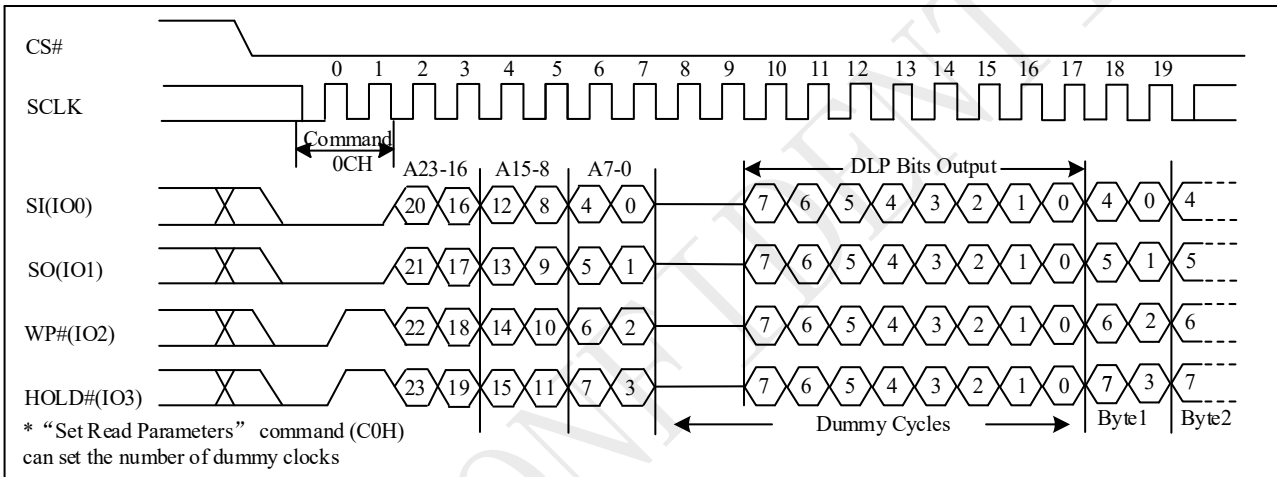 CS#
0 1 2 3 4 5 6 7 8 9 10 11 12 13 14 15 16 17 18 19
SCLK
Command
0CH
A23-16 A15-8 A7-0 DLP Bits Output
SI(IO0) 20 16 12 8 4 0 7 6 5 4 3 2 1 0 4 0 4
SO(IO1) 21 17 13 9 5 1 7 6 5 4 3 2 1 0 5 1 5
WP#(IO2) 22 18 14 10 6 2 7 6 5 4 3 2 1 0 6 2 6
HOLD#(IO3) 23 19 15 11 7 3 7 6 5 4 3 2 1 0 7 3 7
Dummy Cycles Byte1 Byte2
* “Set Read Parameters” command (C0H)
can set the number of dummy clocks